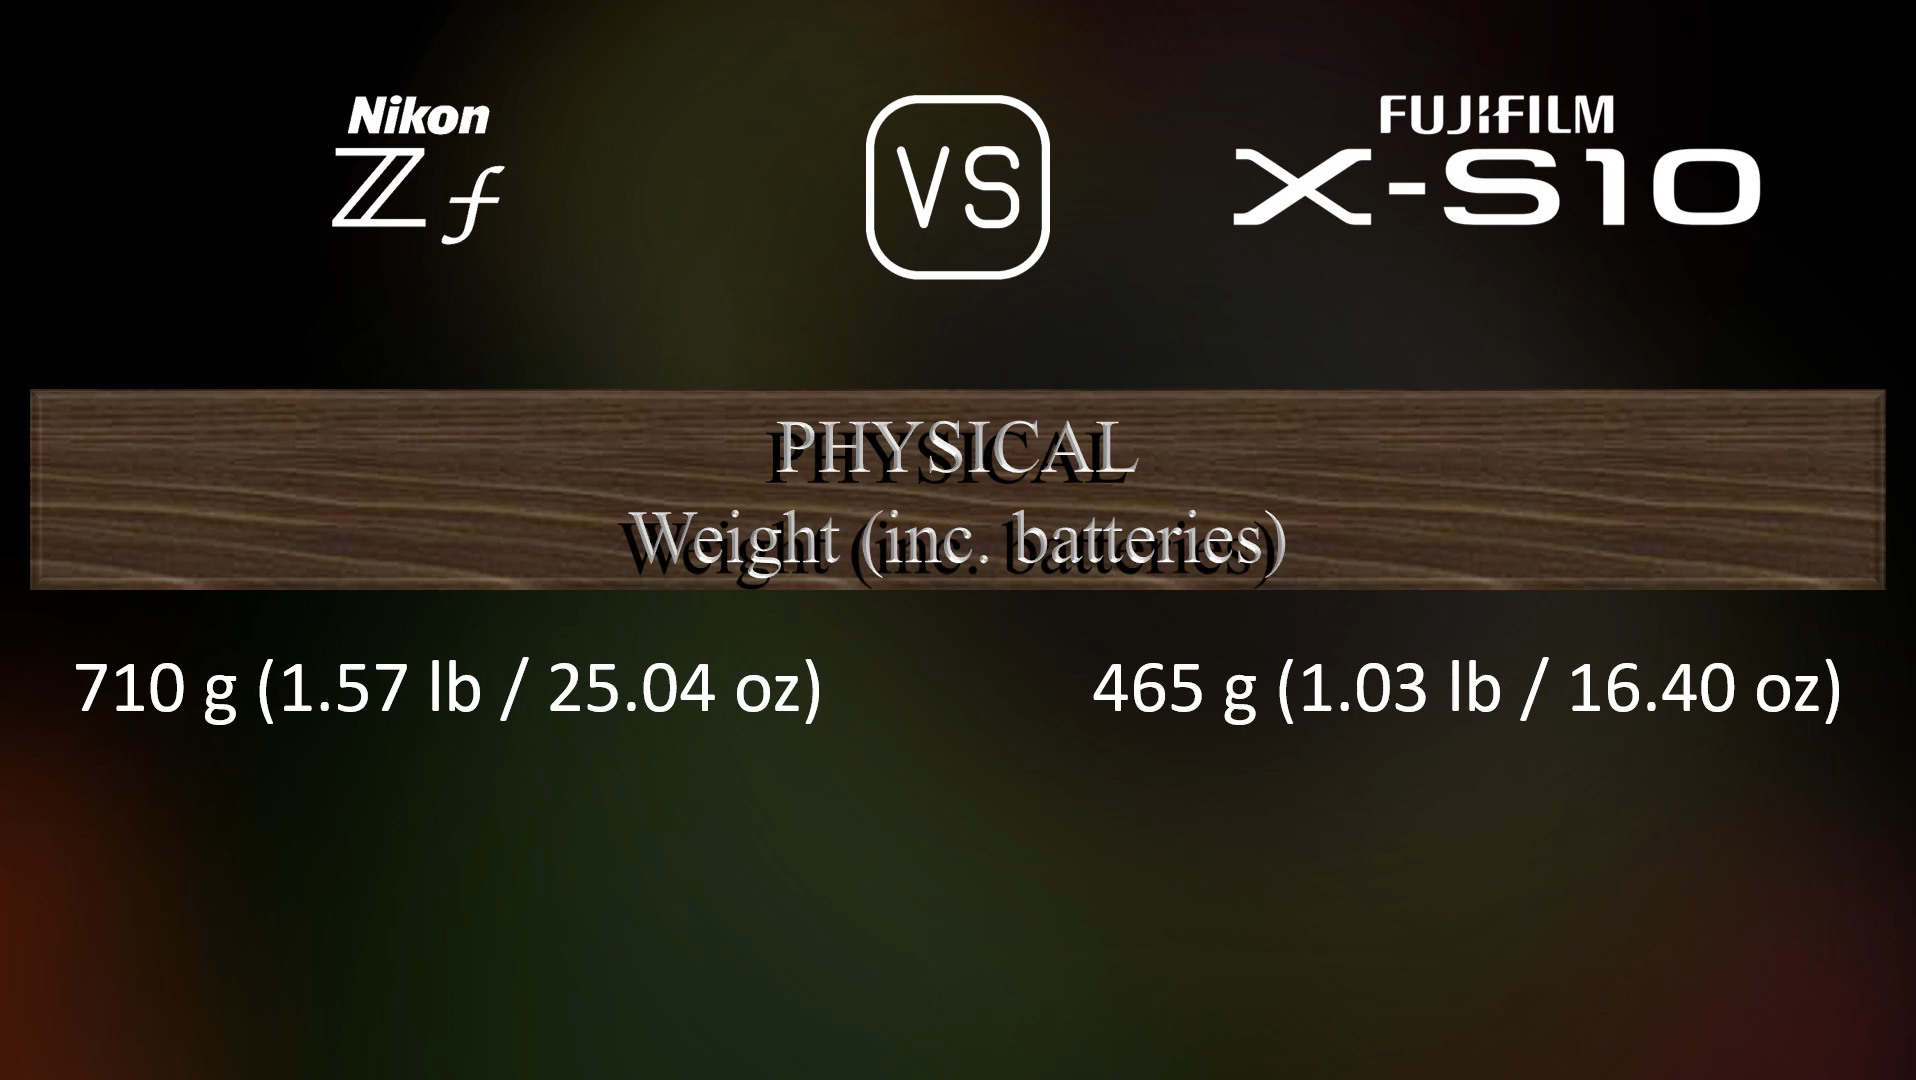 Nikon
Z f
VS
FUJIFILM
X-S10
PHYSICAL
Weight (inc. batteries)
710 g (1.57 lb / 25.04 oz)
465 g (1.03 lb / 16.40 oz)